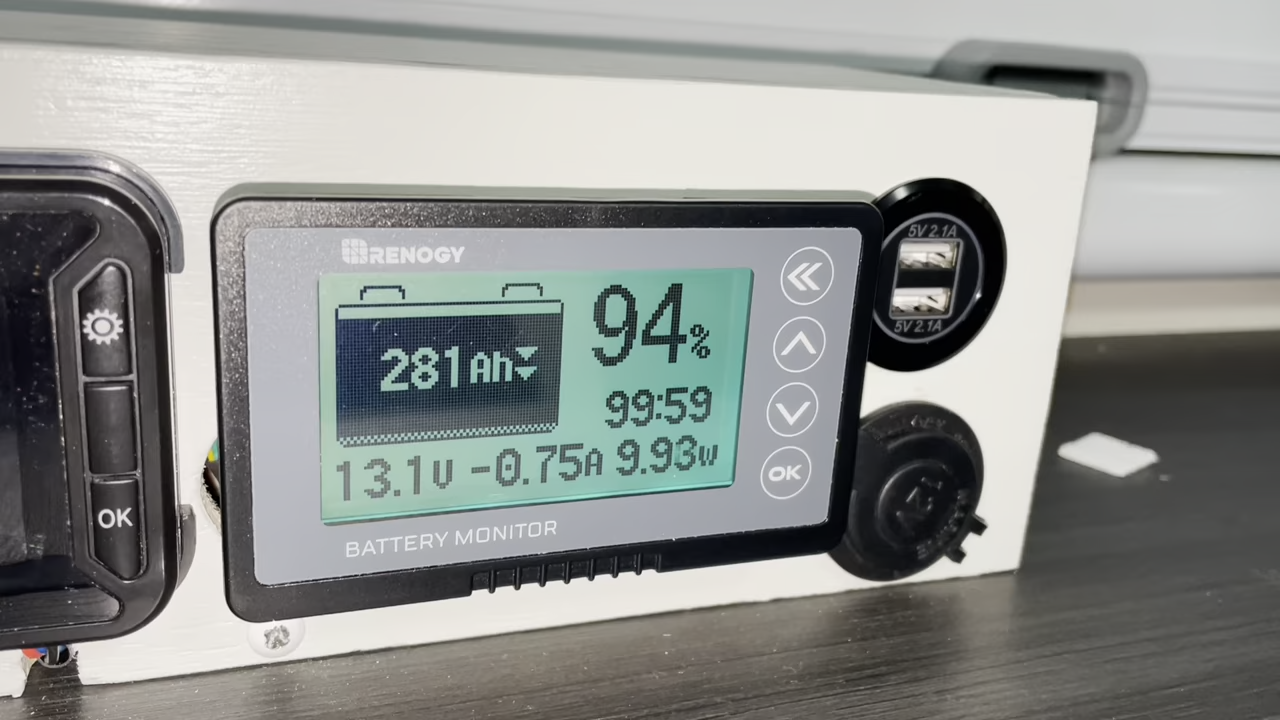 RENOGY
281Ah
94%
99:59
13.1V -0.75A 9.93w
BATTERY MONITOR
OK
OK
5V 2.1A
5V 2.1A
12V